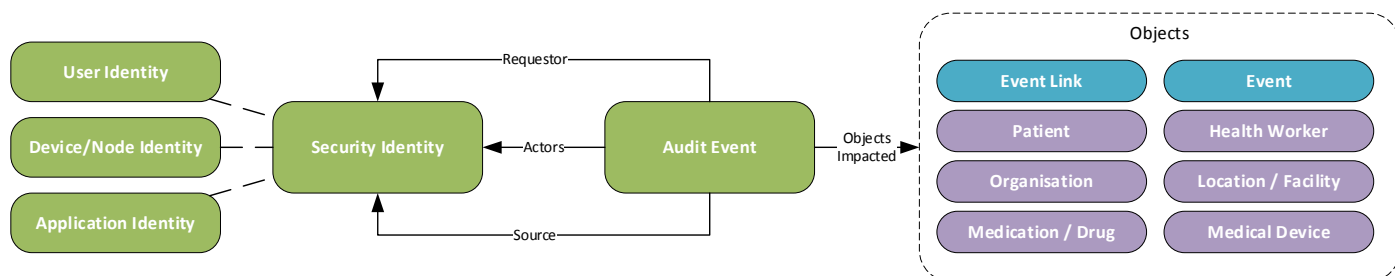 User Identity
Device/Node Identity
Application Identity
Security Identity
Requestor
Actors
Source
Audit Event
Objects
Impacted
Objects
Event Link
Event
Patient
Health Worker
Organisation
Location / Facility
Medication / Drug
Medical Device